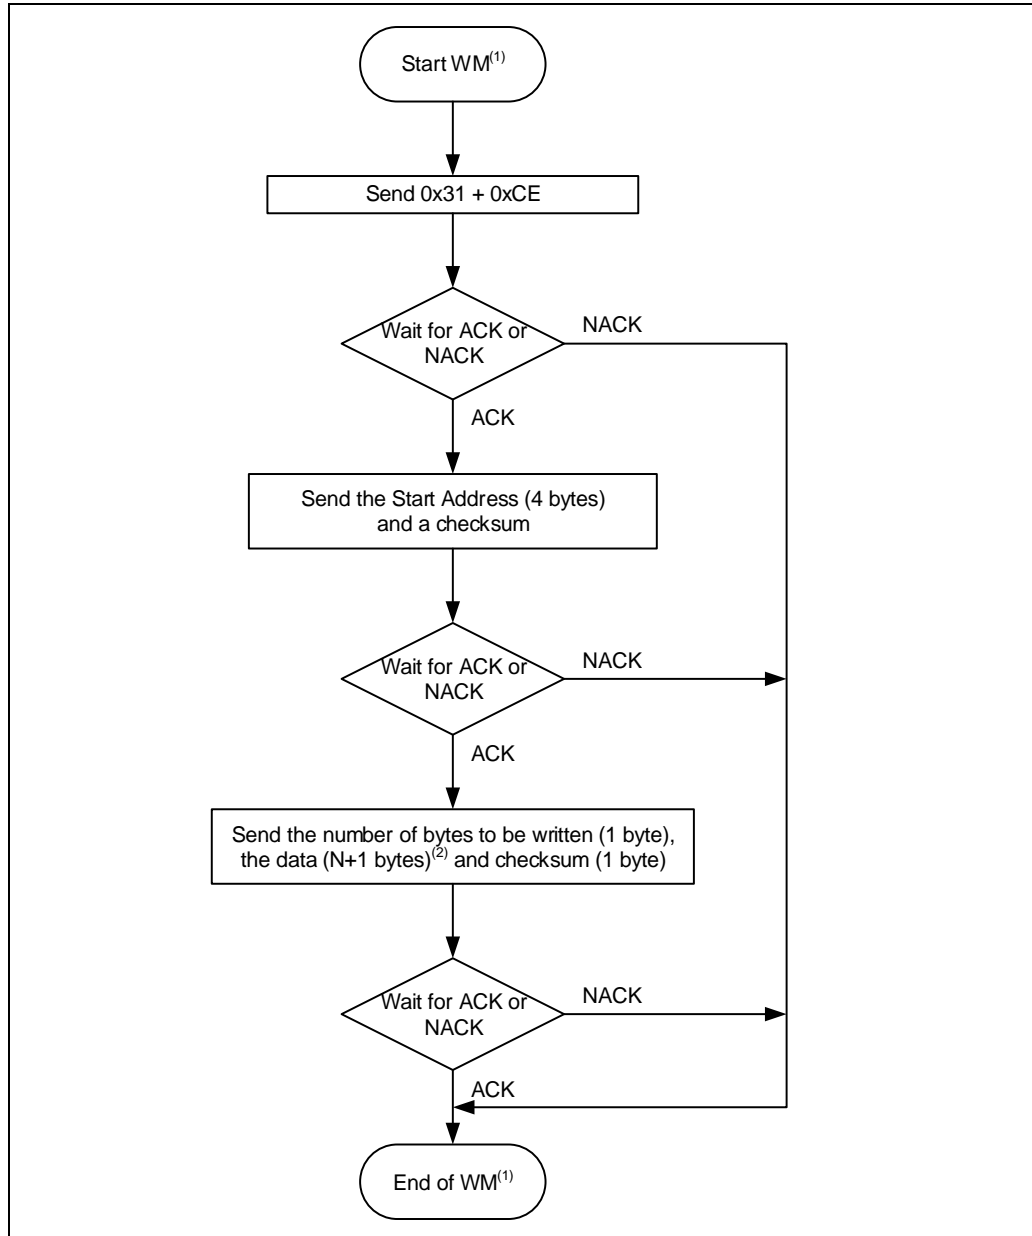 Start WM(1)
Send 0x31 + 0xCE
Wait for ACK or
NACK
NACK
ACK
Send the Start Address (4 bytes)
and a checksum
Wait for ACK or
NACK
NACK
ACK
Send the number of bytes to be written (1 byte),
the data (N+1 bytes)(2) and checksum (1 byte)
Wait for ACK or
NACK
NACK
ACK
End of WM(1)